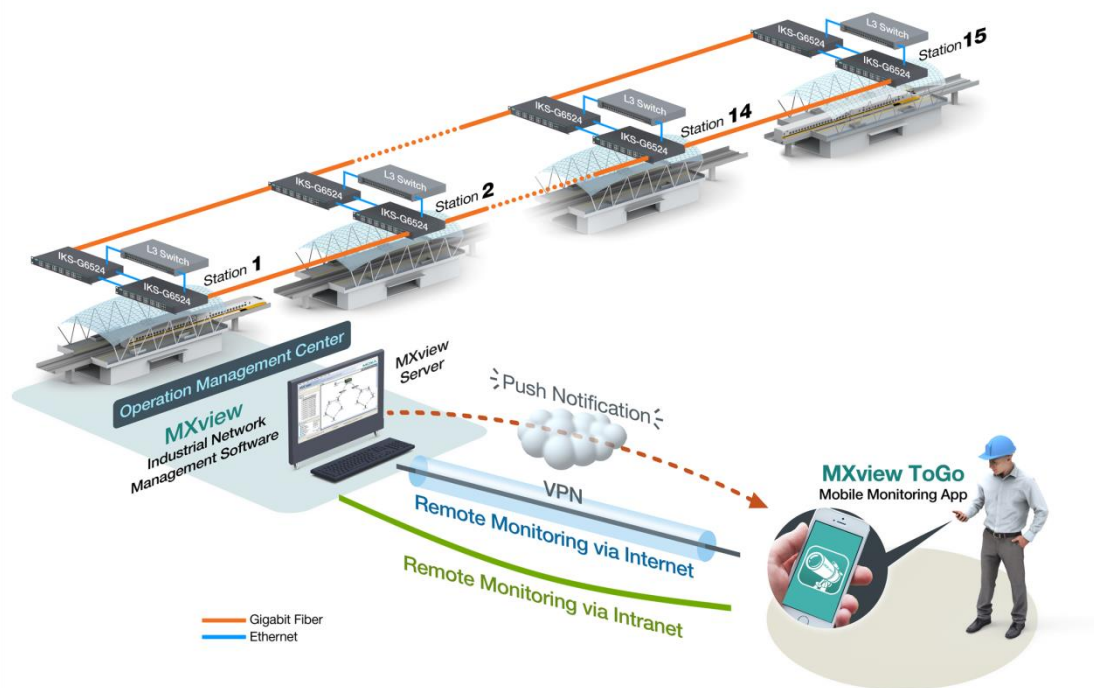 IKS-G6524
L3 Switch
IKS-G6524
Station 15
IKS-G6524
L3 Switch
IKS-G6524
Station 14
IKS-G6524
L3 Switch
IKS-G6524
Station 2
IKS-G6524
L3 Switch
IKS-G6524
Station 1
Operation Management Center
MXview
Industrial Network
Management Software
MXview
Server
Push Notification
VPN
Remote Monitoring via Internet
Remote Monitoring via Intranet
MXview ToGo
Mobile Monitoring App
Gigabit Fiber
Ethernet